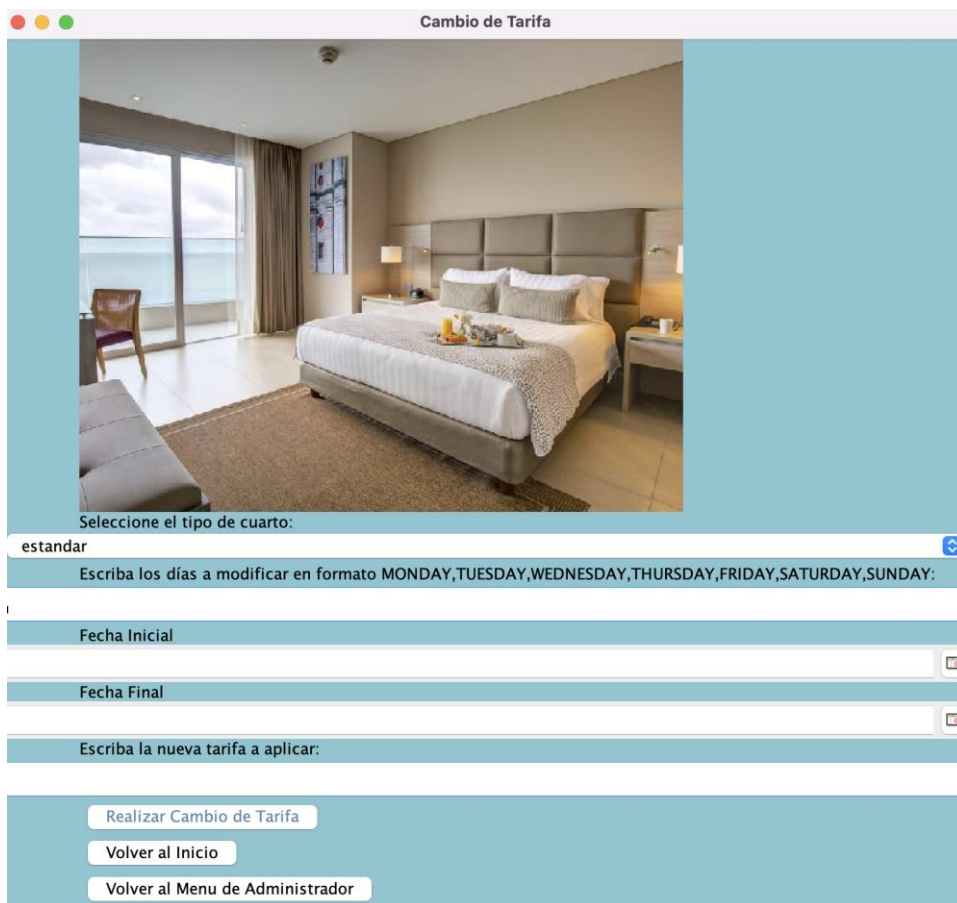 Cambio de Tarifa
Seleccione el tipo de cuarto:
estandar
Escriba los días a modificar en formato MONDAY,TUESDAY,WEDNESDAY,THURSDAY,FRIDAY,SATURDAY,SUNDAY:
Fecha Inicial
Fecha Final
Escriba la nueva tarifa a aplicar:
Realizar Cambio de Tarifa
Volver al Inicio
Volver al Menu de Administrador